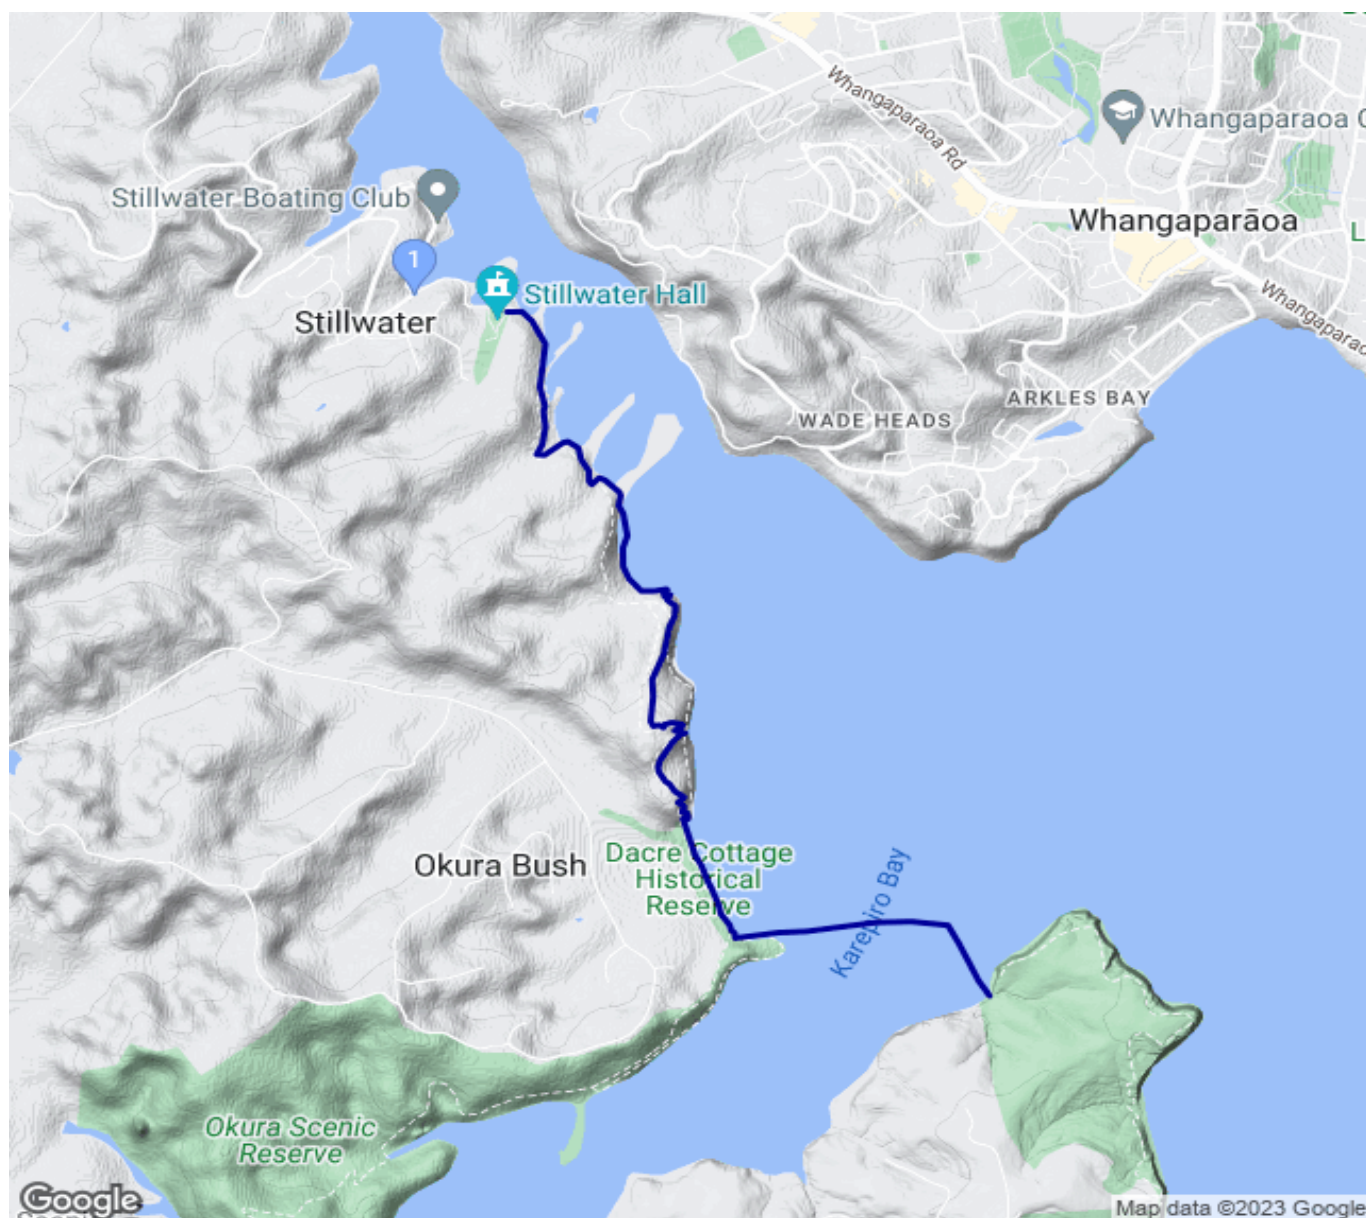 Whangaparaoa Rd
Whangaparaoa C
Stillwater Boating Club
Whangaparāoa
L
1
Stillwater Hall
Whangaparao
Stillwater
ARKLES BAY
WADE HEADS
Okura Bush
Dacre Cottage
Historical
Reserve
Karepiro Bay
Okura Scenic
Reserve
Google
Map data ©2023 Google